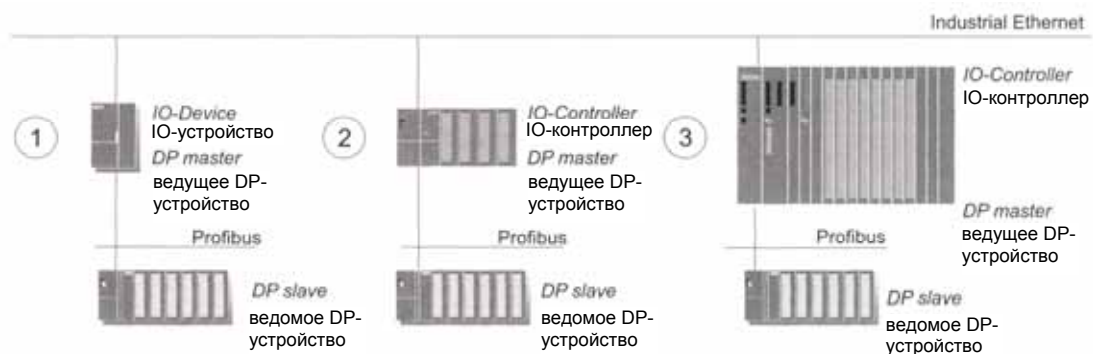 Industrial Ethernet
1
IO-Device
IO-устройство
DP master
ведущее DP-
устройство
Profibus
DP slave
ведомое DP-
устройство
2
IO-Controller
IO-контроллер
DP master
ведущее DP-
устройство
Profibus
DP slave
ведомое DP-
устройство
3
IO-Controller
IO-контроллер
DP master
ведущее DP-
устройство
Profibus
DP slave
ведомое DP-
устройство